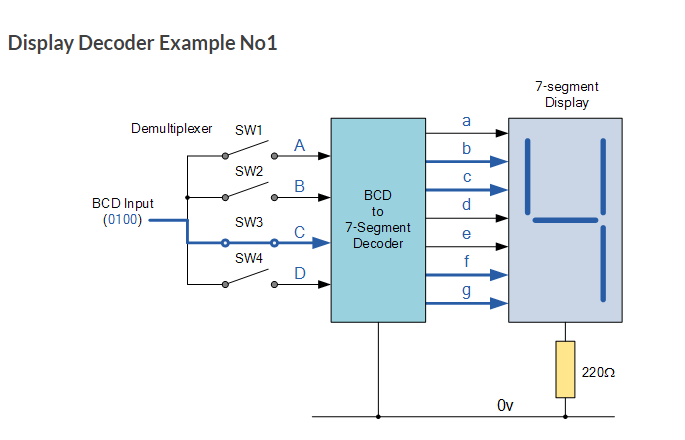 Display Decoder Example No1
7-segment
Display
Demultiplexer
SW1
A
SW2
B
BCD Input
(0100)
SW3
C
SW4
D
BCD
to
7-Segment
Decoder
a
b
c
d
e
f
g
220Ω
0v